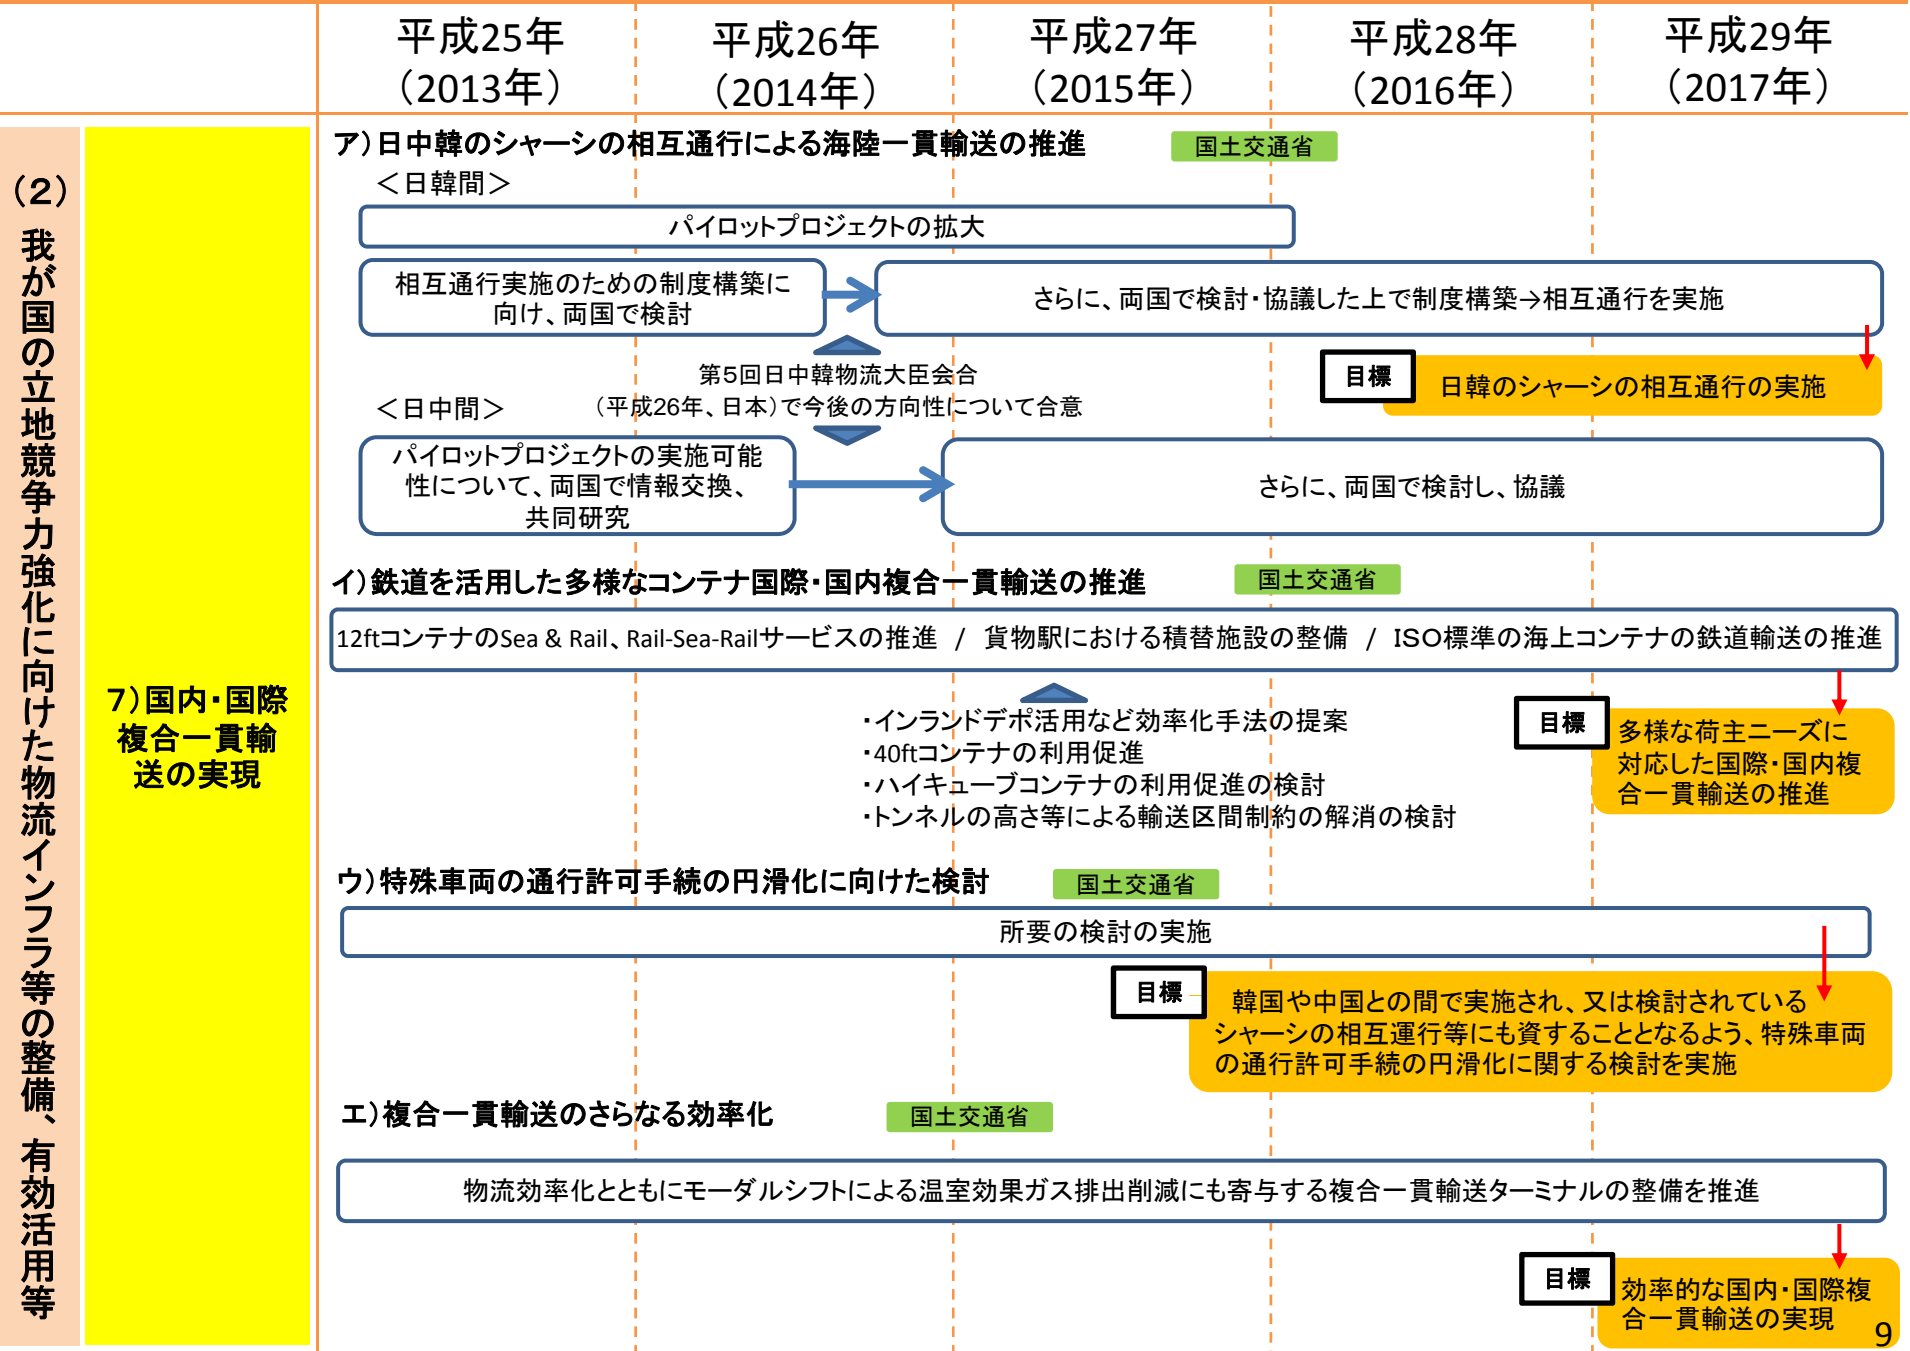 平成25年
（2013年）
平成26年
（2014年）
平成27年
（2015年）
平成28年
（2016年）
平成29年
（2017年）
（２）我が国の立地競争力強化に向けた物流インフラ等の整備、有効活用等
７）国内・国際
複合一貫輸
送の実現
ア）日中韓のシャーシの相互通行による海陸一貫輸送の推進
国土交通省
＜日韓間＞
パイロットプロジェクトの拡大
相互通行実施のための制度構築に
向け、両国で検討
さらに、両国で検討・協議した上で制度構築→相互通行を実施
第５回日中韓物流大臣会合
（平成26年、日本）で今後の方向性について合意
目標
日韓のシャーシの相互通行の実施
＜日中間＞
パイロットプロジェクトの実施可能
性について、両国で情報交換、
共同研究
さらに、両国で検討し、協議
イ）鉄道を活用した多様なコンテナ国際・国内複合一貫輸送の推進
国土交通省
12ftコンテナのSea & Rail、Rail-Sea-Railサービスの推進 / 貨物駅における積替施設の整備 / ＩＳＯ標準の海上コンテナの鉄道輸送の推進
・インランドデポ活用など効率化手法の提案
・40ftコンテナの利用促進
・ハイキューブコンテナの利用促進の検討
・トンネルの高さ等による輸送区間制約の解消の検討
目標
多様な荷主ニーズに
対応した国際・国内複
合一貫輸送の推進
ウ）特殊車両の通行許可手続の円滑化に向けた検討
国土交通省
所要の検討の実施
目標
韓国や中国との間で実施され、又は検討されている
シャーシの相互運行等にも資することとなるよう、特殊車両
の通行許可手続の円滑化に関する検討を実施
エ）複合一貫輸送のさらなる効率化
国土交通省
物流効率化とともにモーダルシフトによる温室効果ガス排出削減にも寄与する複合一貫輸送ターミナルの整備を推進
目標
効率的な国内・国際複
合一貫輸送の実現
9